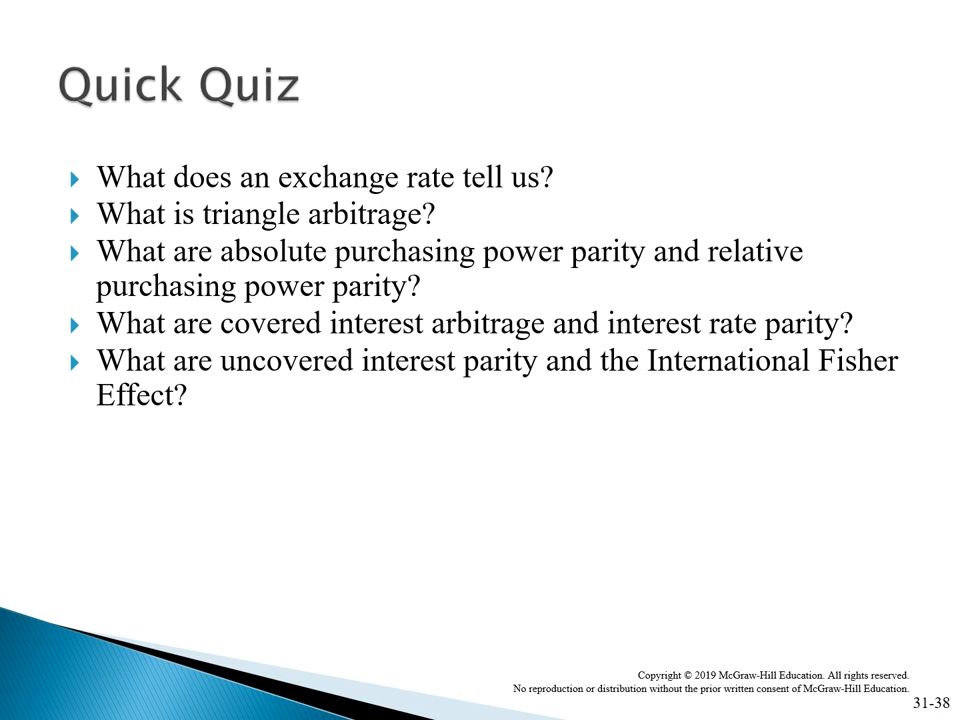 Quick Quiz
What does an exchange rate tell us?
What is triangle arbitrage?
What are absolute purchasing power parity and relative
purchasing power parity?
What are covered interest arbitrage and interest rate parity?
What are uncovered interest parity and the International Fisher
Effect?
Copyright © 2019 McGraw-Hill Education. All rights reserved.
No reproduction or distribution without the prior written consent of McGraw-Hill Education.
31-38